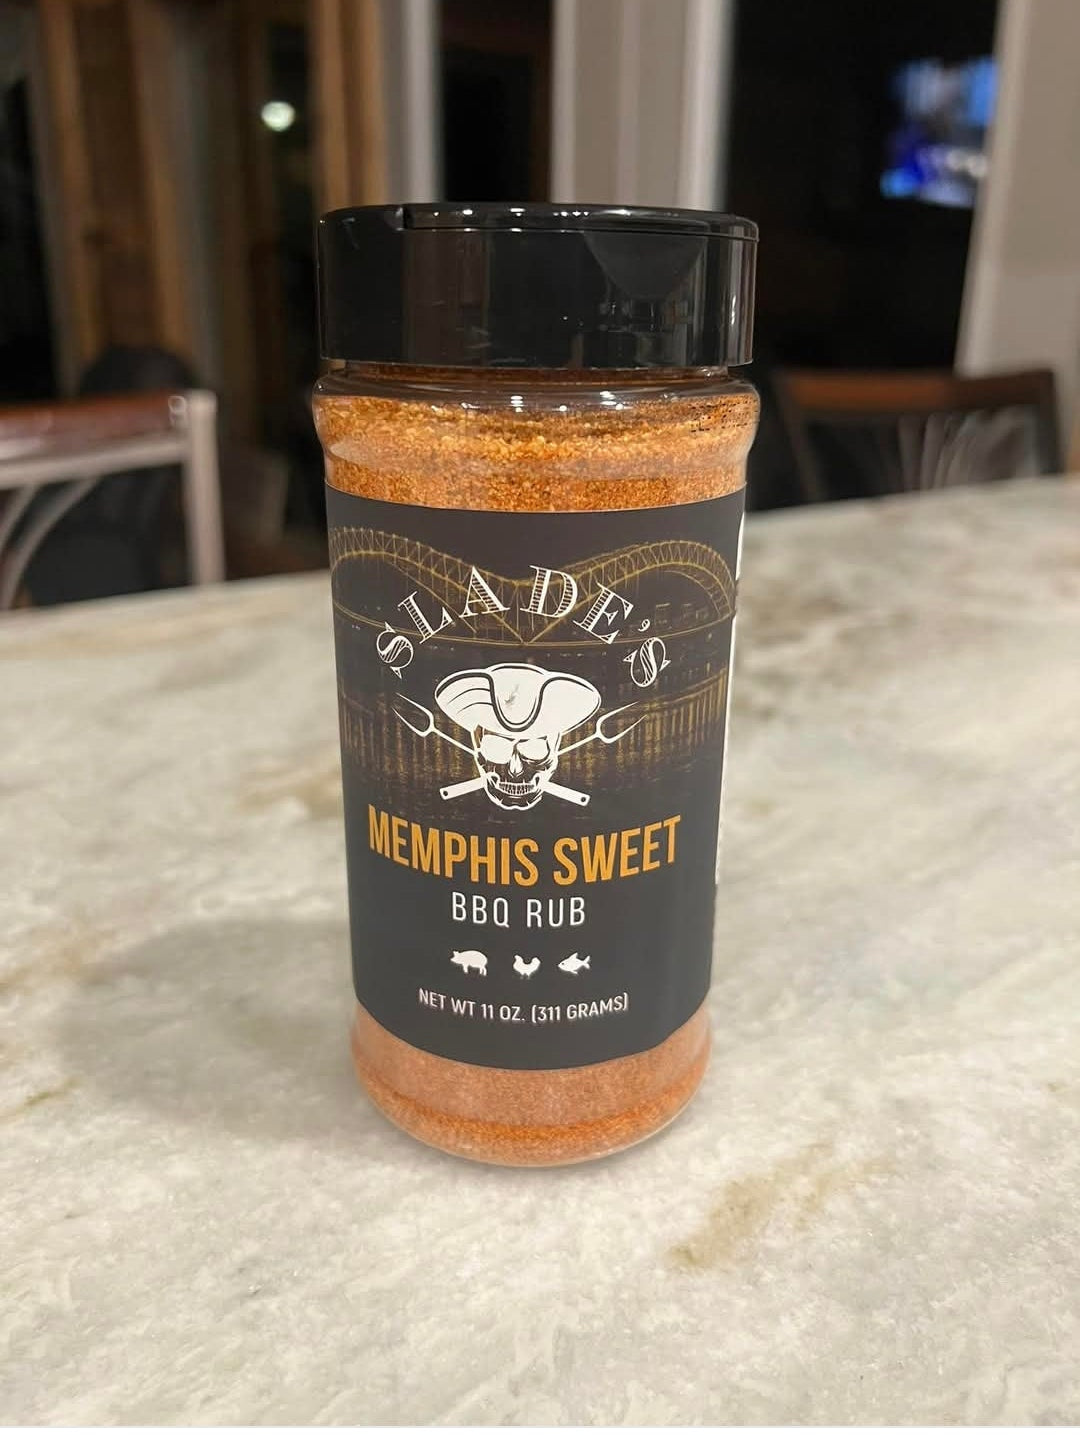 SLADE'S
MEMPHIS SWEET
BBQ RUB
NET WT 11 OZ. (311 GRAMS)